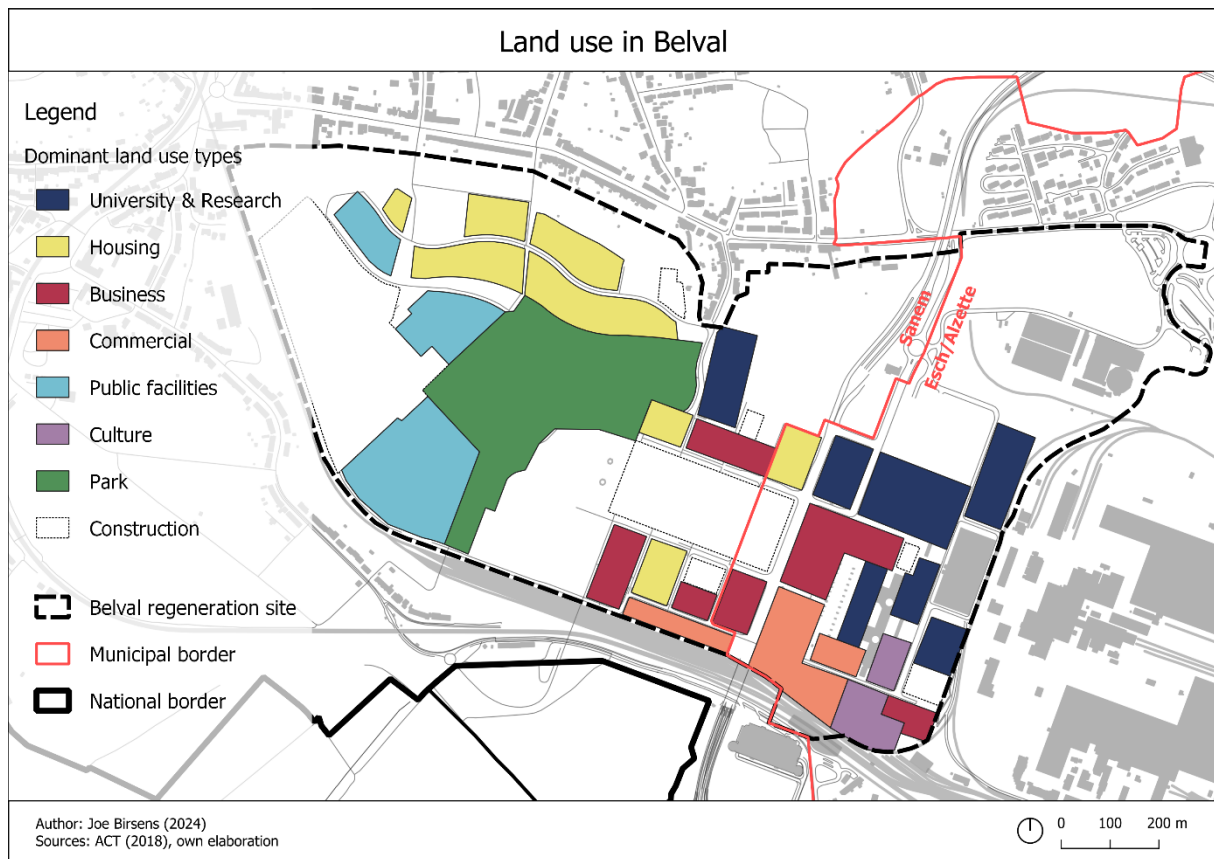 Land use in Belval
Legend
Dominant land use types
University & Research
Housing
Business
Commercial
Public facilities
Culture
Park
Construction
Belval regeneration site
Municipal border
National border
Sanem
Esch/Alzette
Author: Joe Birsens (2024)
Sources: ACT (2018), own elaboration
0 100 200 m